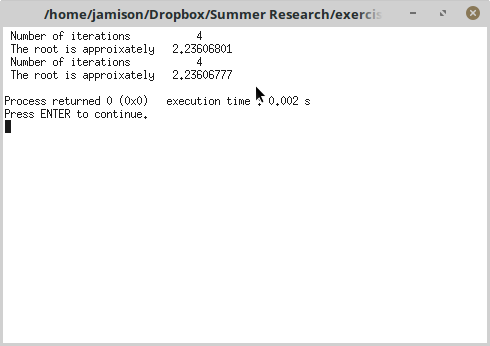 /home/jamison/Dropbox/Summer Research/exercis
Number of iterations 4
The root is approixately 2.23606801
Number of iterations 4
The root is approixately 2.23606777
Process returned 0 (0x0) execution time : 0.002 s
Press ENTER to continue.